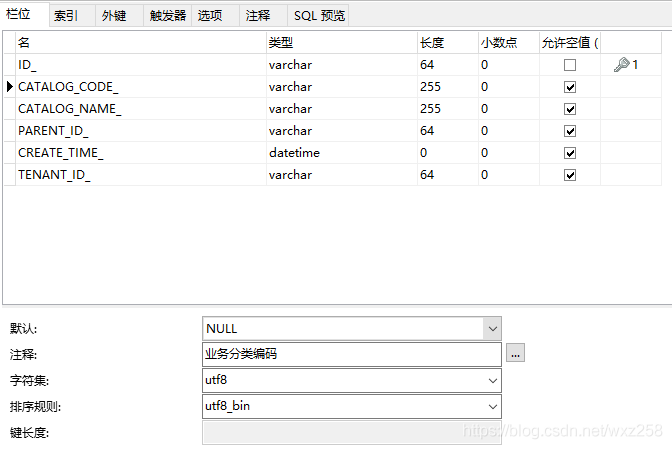 栏位 索引 外键 触发器 选项 注释 SQL 预览
名 类型 长度 小数点 允许空值 (
ID_ varchar 64 0 1
CATALOG_CODE_ varchar 255 0
CATALOG_NAME_ varchar 255 0
PARENT_ID_ varchar 64 0
CREATE_TIME_ datetime 0 0
TENANT_ID_ varchar 64 0
默认: NULL
注释: 业务分类编码 ...
字符集: utf8
排序规则: utf8_bin
键长度:
https://blog.csdn.net/wxz258